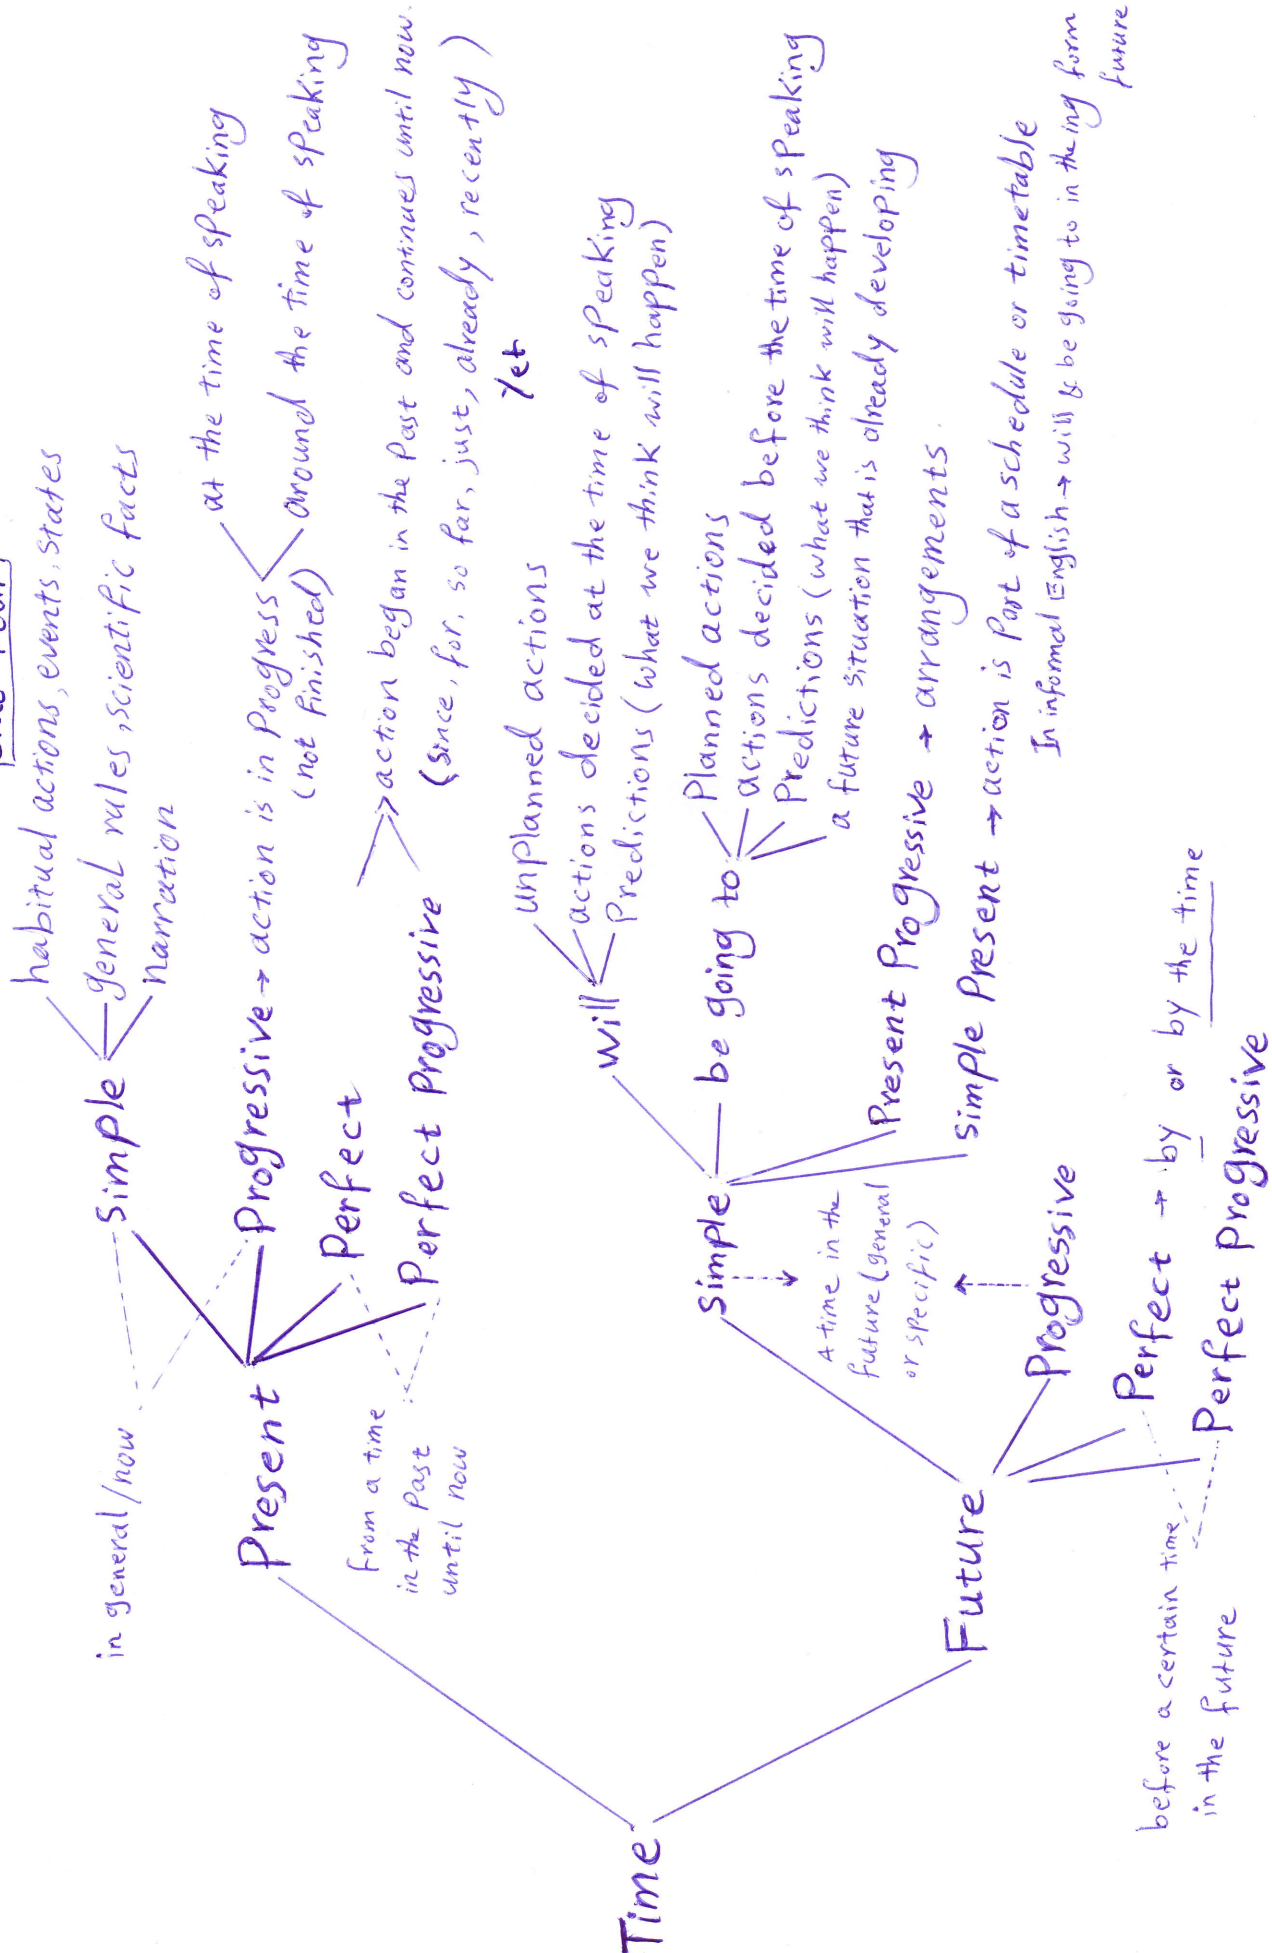 Time
Present
in general/now
Simple
habitual actions, events, states
general rules, scientific facts
narration
Progressive → action is in Progress
(not finished)
at the time of speaking
around the time of speaking
from a time
in the Past
until now
Perfect
Perfect Progressive
action began in the Past and continues until now.
(since, for, so far, just, already, recently)
Yet
Future
Simple
A time in the
future (general
or specific)
will
unplanned actions
actions decided at the time of speaking
Predictions (what we think will happen)
be going to
Planned actions
actions decided before the time of speaking
Predictions (what we think will happen)
a future situation that is already developing
Present Progressive → arrangements.
Simple Present → action is Part of a schedule or timetable
In informal English → will & be going to in the ing form
future
Progressive
Perfect → by or by the time
Perfect Progressive
before a certain time
in the future